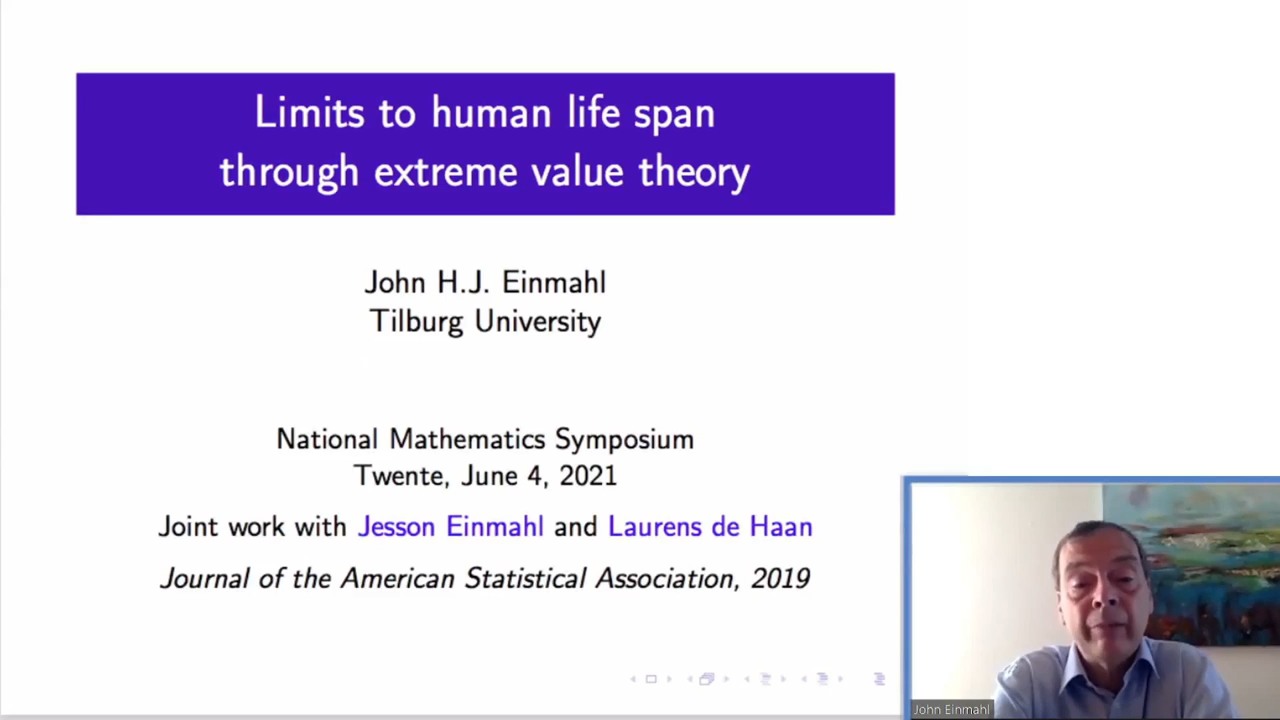 Limits to human life span
through extreme value theory
John H.J. Einmahl
Tilburg University
National Mathematics Symposium
Twente, June 4, 2021
Joint work with Jesson Einmahl and Laurens de Haan
Journal of the American Statistical Association, 2019
John Einmahl